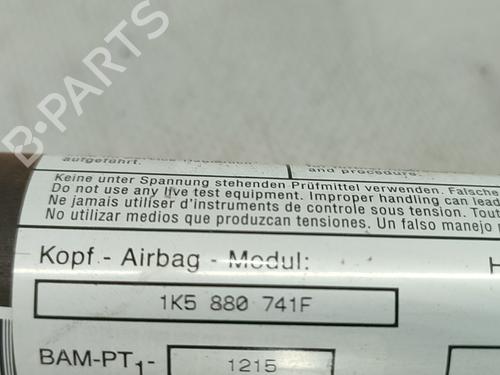 B-PARTS
aufgeführt.
and procedure.
Keine unter Spannung stehenden Prüfmittel verwenden. Falsche
Do not use any live test equipment. Improper handling can lead
Ne jamais utiliser d'instruments de controle sous tension. Tout
No utilizar medios que produzcan tensiones. Un falso manejo
Kopf.- Airbag - Modul: H
1K5 880 741F
BAM-PT1- 1215